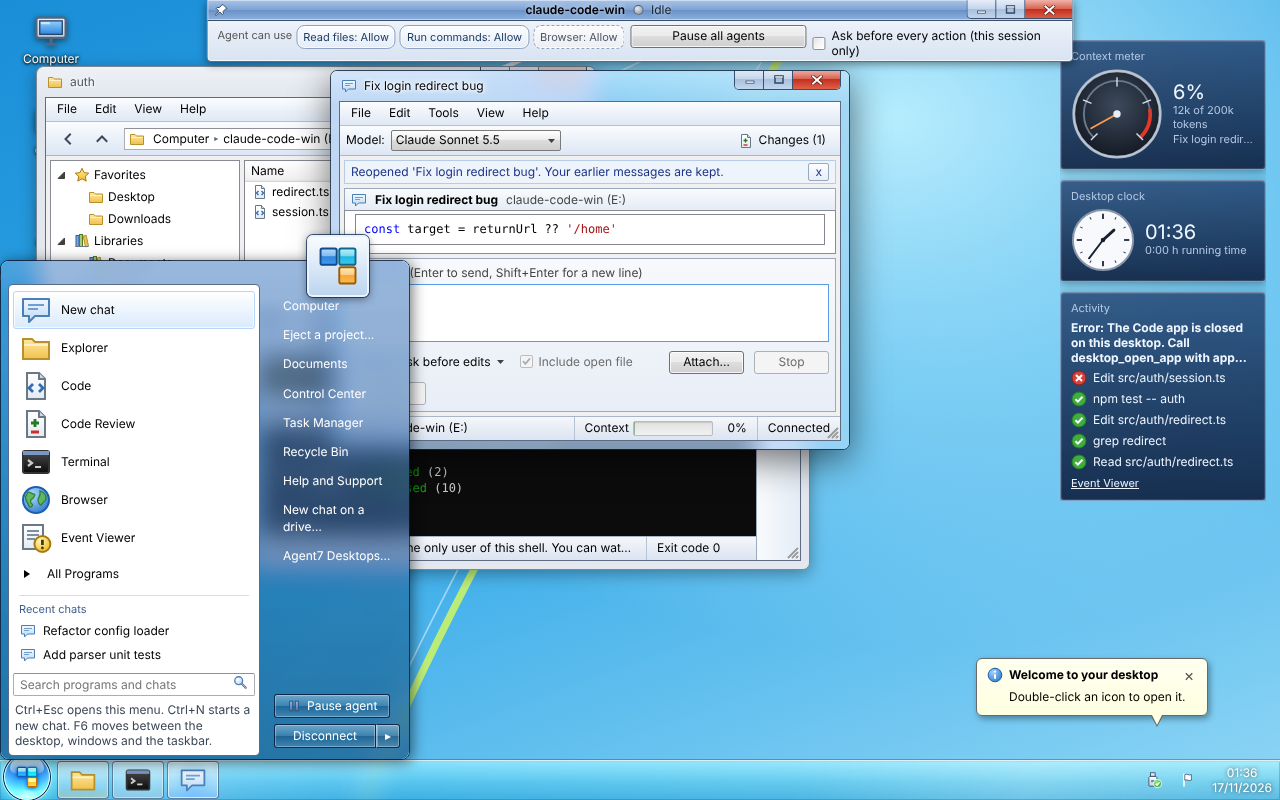 claude-code-win Idle
Agent can use Read files: Allow Run commands: Allow Browser: Allow Pause all agents Ask before every action (this session only)
Computer
auth
File Edit View Help
Computer claude-code-win
Favorites
Desktop
Downloads
Libraries
Name
redirect.ts
session.ts
Fix login redirect bug
File Edit Tools View Help
Model: Claude Sonnet 5.5 Changes (1)
Reopened 'Fix login redirect bug'. Your earlier messages are kept. x
Fix login redirect bug claude-code-win (E:)
const target = returnUrl ?? '/home'
(Enter to send, Shift+Enter for a new line)
before edits Include open file Attach... Stop
(E:) Context 0% Connected
(2)
(10)
only user of this shell. You can wat... Exit code 0
New chat
Explorer
Code
Code Review
Terminal
Browser
Event Viewer
All Programs
Recent chats
Refactor config loader
Add parser unit tests
Search programs and chats
Ctrl+Esc opens this menu. Ctrl+N starts a
new chat. F6 moves between the
desktop, windows and the taskbar.
Computer
Eject a project...
Documents
Control Center
Task Manager
Recycle Bin
Help and Support
New chat on a
drive...
Agent7 Desktops...
Pause agent
Disconnect
Context meter
6%
12k of 200k
tokens
Fix login redir...
Desktop clock
01:36
0:00 h running time
Activity
Error: The Code app is closed
on this desktop. Call
desktop_open_app with app...
Edit src/auth/session.ts
npm test -- auth
Edit src/auth/redirect.ts
grep redirect
Read src/auth/redirect.ts
Event Viewer
Welcome to your desktop
Double-click an icon to open it.
01:36
17/11/2026